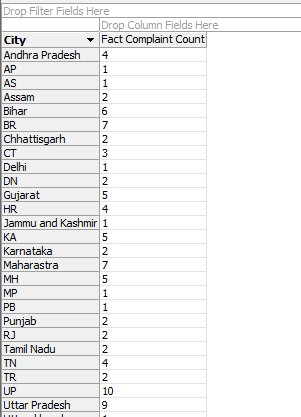 Drop Filter Fields Here
Drop Column Fields Here
City Fact Complaint Count
Andhra Pradesh 4
AP 1
AS 1
Assam 2
Bihar 6
BR 7
Chhattisgarh 2
CT 3
Delhi 1
DN 2
Gujarat 5
HR 4
Jammu and Kashmir 1
KA 5
Karnataka 2
Maharastra 7
MH 5
MP 1
PB 1
Punjab 2
RJ 2
Tamil Nadu 2
TN 4
TR 2
UP 10
Uttar Pradesh 9